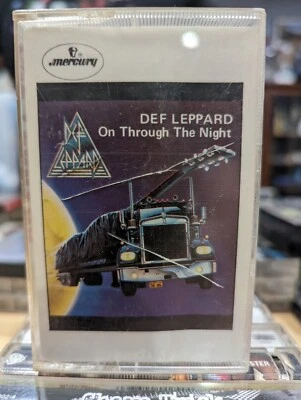 mercury
DEF LEPPARD
On Through The Night
DEF
LEPPARD